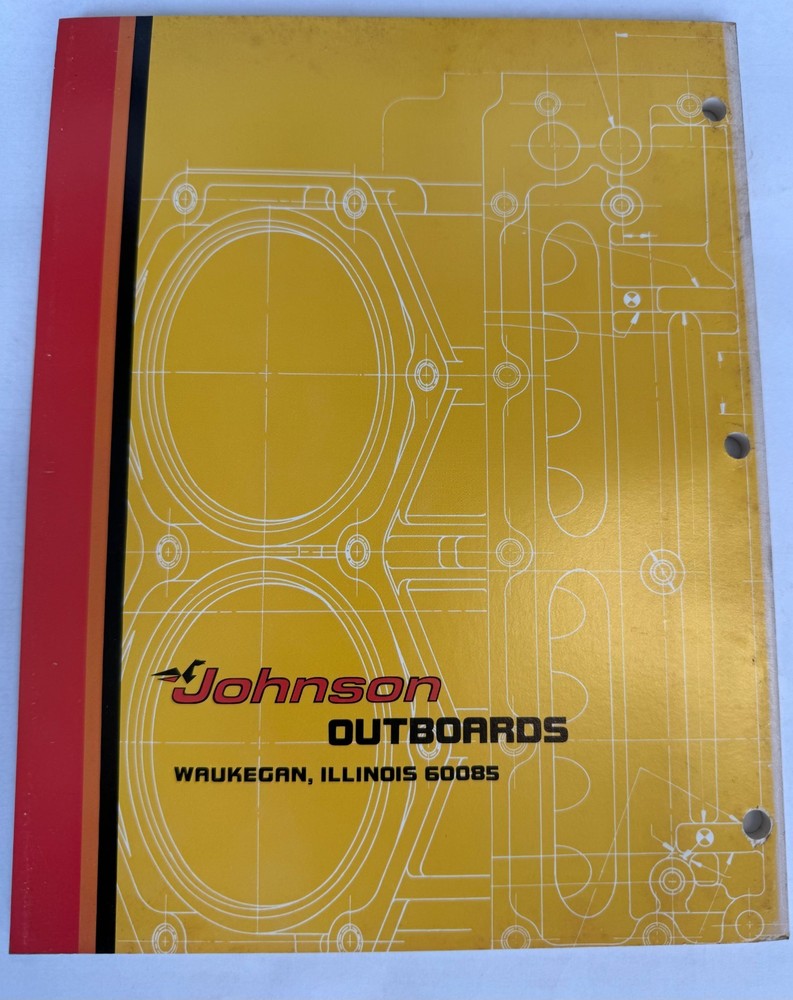 Johnson
OUTBOARDS
WAUKEGAN, ILLINOIS 60085